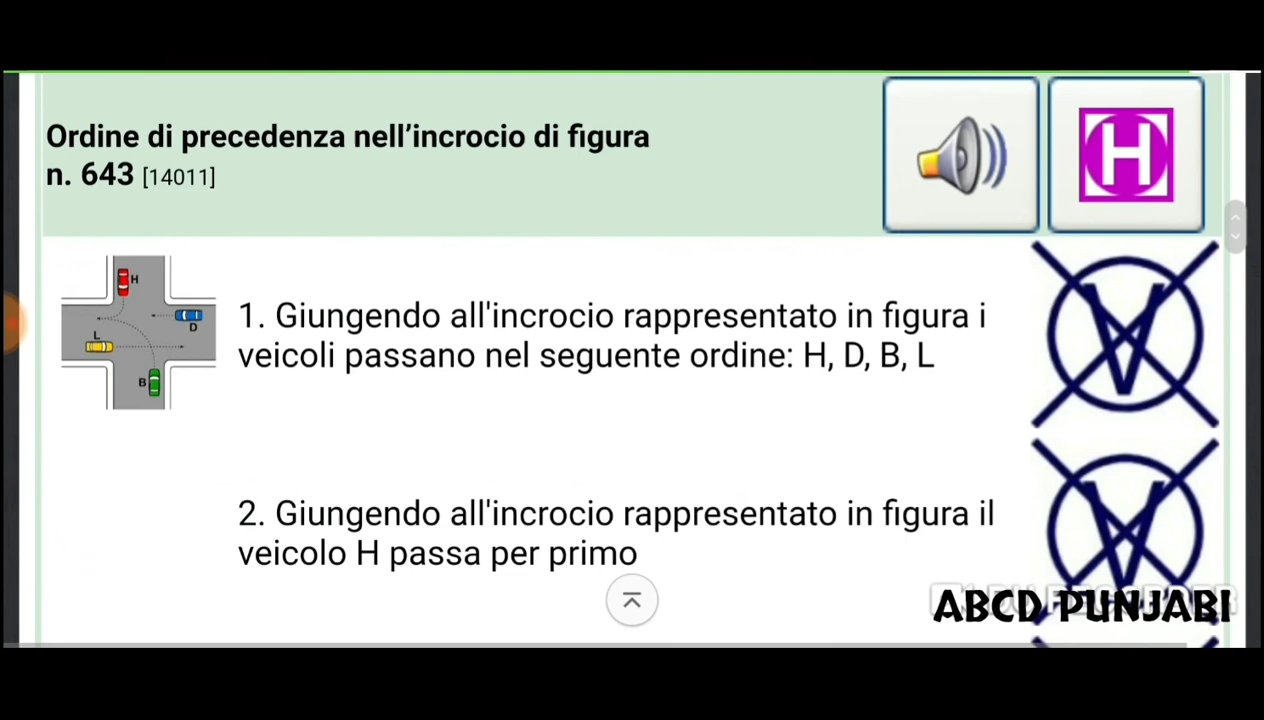 Ordine di precedenza nell'incrocio di figura
n. 643 [14011]
H
H
D
L
B
1. Giungendo all'incrocio rappresentato in figura i
veicoli passano nel seguente ordine: H, D, B, L
V
2. Giungendo all'incrocio rappresentato in figura il
veicolo H passa per primo
V
ABCD PUNJABI